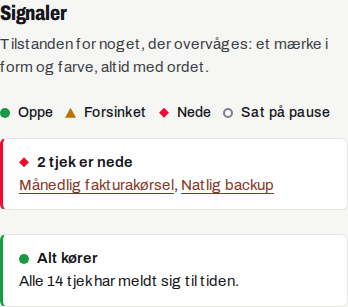 Signaler
Tilstanden for noget, der overvåges: et mærke i
form og farve, altid med ordet.
Oppe Forsinket Nede Sat på pause
2 tjek er nede
Månedlig fakturakørsel, Natlig backup
Alt kører
Alle 14 tjek har meldt sig til tiden.